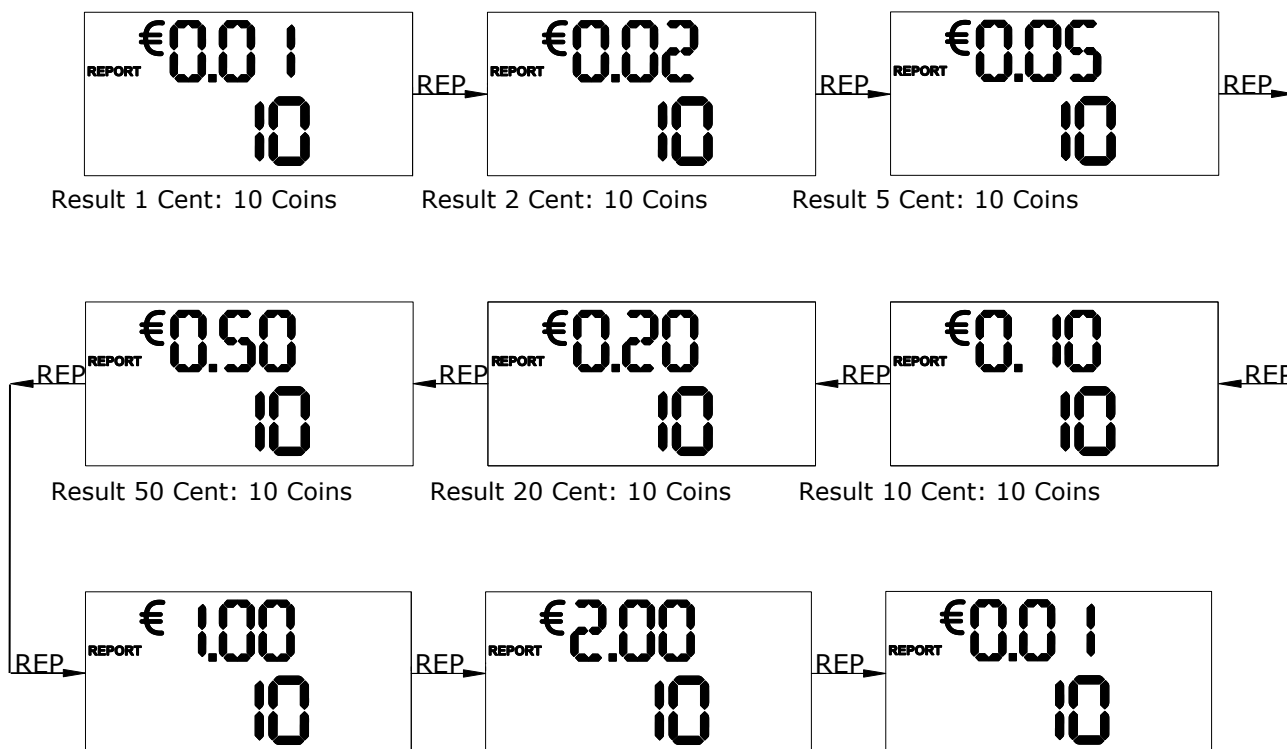 €0.01
REPORT
10
REP
€0.02
REPORT
10
REP
€0.05
REPORT
10
REP
Result 1 Cent: 10 Coins
Result 2 Cent: 10 Coins
Result 5 Cent: 10 Coins
REP
€0.50
REPORT
10
REP
€0.20
REPORT
10
REP
€0.10
REPORT
10
REP
Result 50 Cent: 10 Coins
Result 20 Cent: 10 Coins
Result 10 Cent: 10 Coins
REP
€1.00
REPORT
10
REP
€2.00
REPORT
10
REP
€0.01
REPORT
10